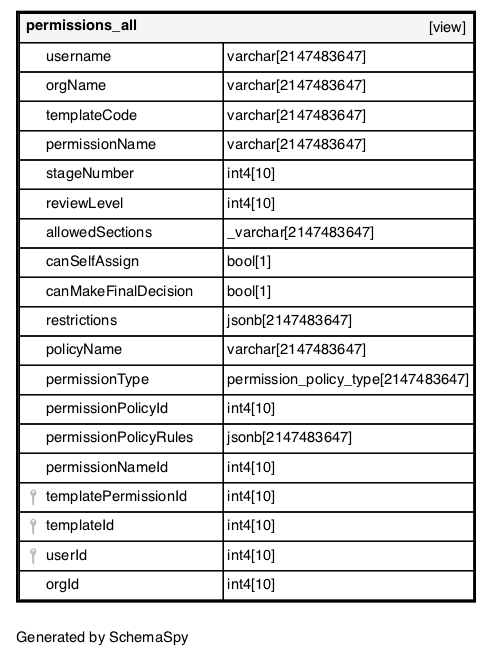 permissions_all [view]
username varchar[2147483647]
orgName varchar[2147483647]
templateCode varchar[2147483647]
permissionName varchar[2147483647]
stageNumber int4[10]
reviewLevel int4[10]
allowedSections _varchar[2147483647]
canSelfAssign bool[1]
canMakeFinalDecision bool[1]
restrictions jsonb[2147483647]
policyName varchar[2147483647]
permissionType permission_policy_type[2147483647]
permissionPolicyId int4[10]
permissionPolicyRules jsonb[2147483647]
permissionNameId int4[10]
templatePermissionId int4[10]
templateId int4[10]
userId int4[10]
orgId int4[10]
Generated by SchemaSpy